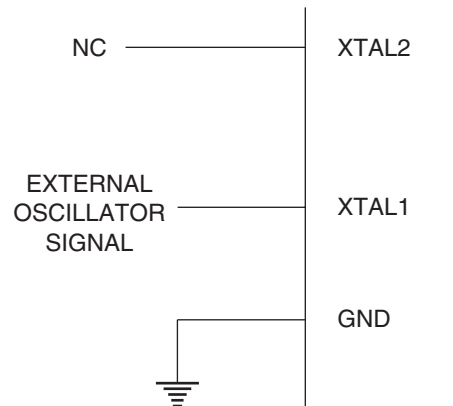 NC
XTAL2
EXTERNAL
OSCILLATOR
SIGNAL
XTAL1
GND